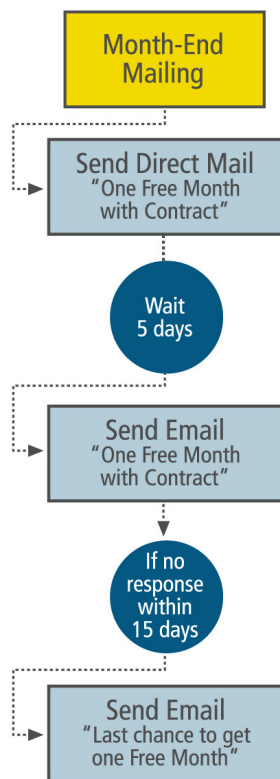 Month-End
Mailing
Send Direct Mail
"One Free Month
with Contract"
Wait
5 days
Send Email
"One Free Month
with Contract"
If no
response
within
15 days
Send Email
"Last chance to get
one Free Month"